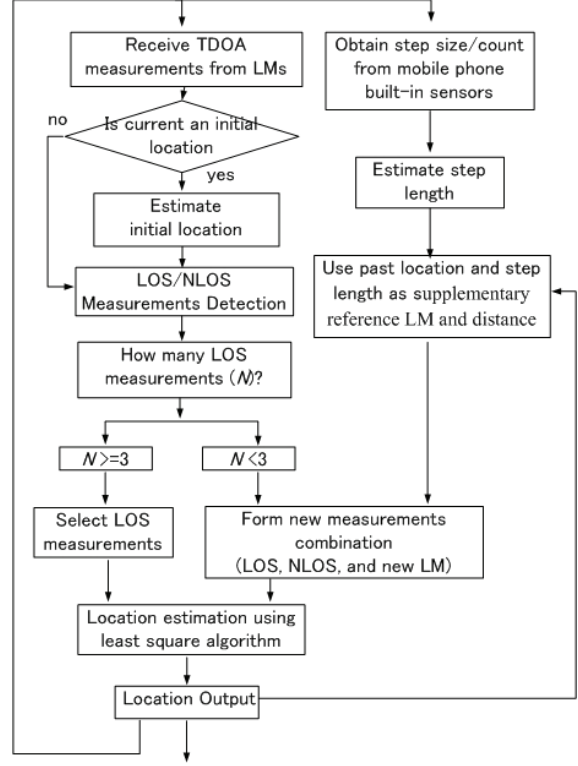 Receive TDOA
measurements from LMs
Obtain step size/count
from mobile phone
built-in sensors
no
Is current an initial
location
yes
Estimate step
length
Estimate
initial location
LOS/NLOS
Measurements Detection
Use past location and step
length as supplementary
reference LM and distance
How many LOS
measurements (N)?
N>=3
N<3
Select LOS
measurements
Form new measurements
combination
(LOS, NLOS, and new LM)
Location estimation using
least square algorithm
Location Output